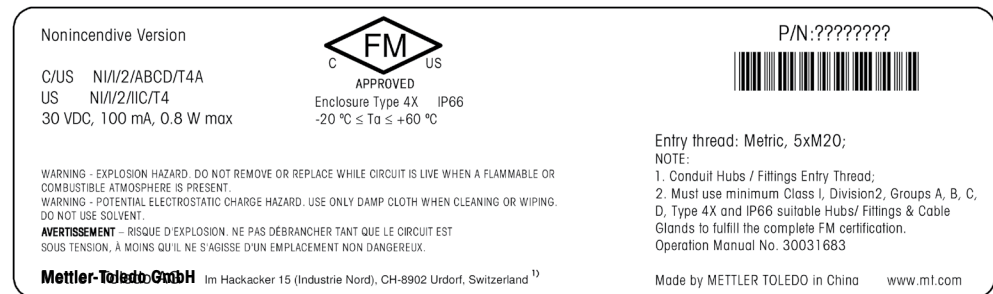 Nonincendive Version
C/US NI/I/2/ABCD/T4A
US NI/I/2/IIC/T4
30 VDC, 100 mA, 0.8 W max
FM
C US
APPROVED
Enclosure Type 4X IP66
-20 ºC ≤ Ta ≤ +60 ºC
P/N:????????
Entry thread: Metric, 5xM20;
NOTE:
1. Conduit Hubs / Fittings Entry Thread;
2. Must use minimum Class I, Division2, Groups A, B, C,
D, Type 4X and IP66 suitable Hubs/ Fittings & Cable
Glands to fulfill the complete FM certification.
Operation Manual No. 30031683
WARNING - EXPLOSION HAZARD. DO NOT REMOVE OR REPLACE WHILE CIRCUIT IS LIVE WHEN A FLAMMABLE OR
COMBUSTIBLE ATMOSPHERE IS PRESENT.
WARNING - POTENTIAL ELECTROSTATIC CHARGE HAZARD. USE ONLY DAMP CLOTH WHEN CLEANING OR WIPING.
DO NOT USE SOLVENT.
AVERTISSEMENT – RISQUE D'EXPLOSION. NE PAS DÉBRANCHER TANT QUE LE CIRCUIT EST
SOUS TENSION, À MOINS QU'IL NE S'AGISSE D'UN EMPLACEMENT NON DANGEREUX.
Mettler-Toledo GmbH Im Hackacker 15 (Industrie Nord), CH-8902 Urdorf, Switzerland 1)
Made by METTLER TOLEDO in China www.mt.com